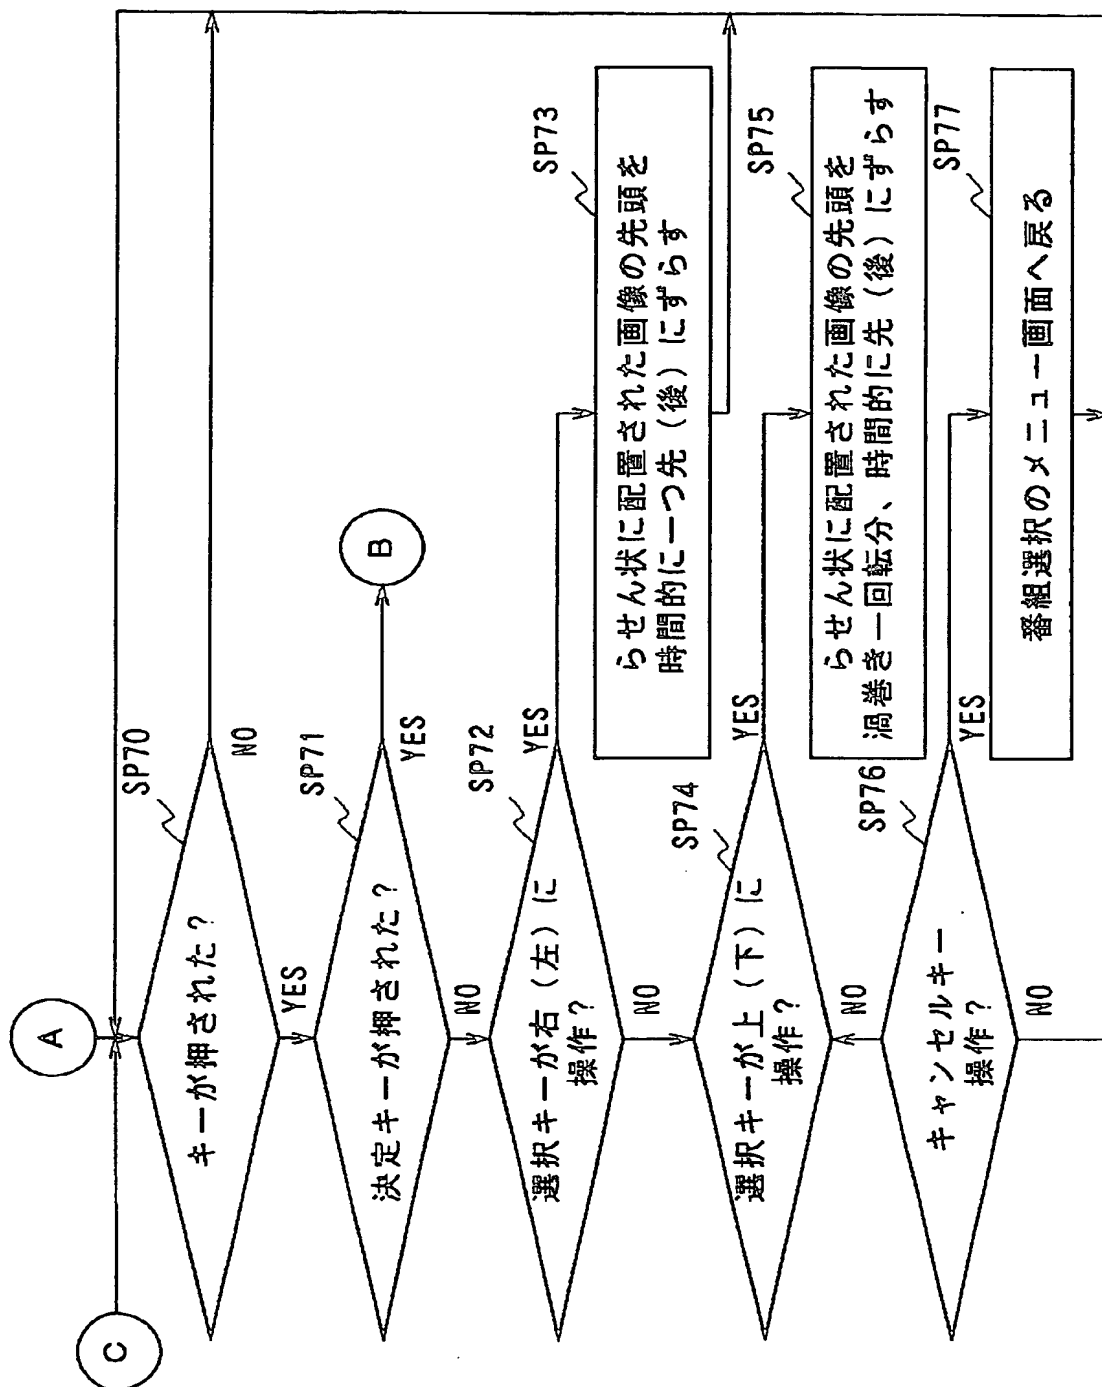 A
C
SP70
キーが押された?
NO
YES
SP71
決定キーが押された?
YES
B
NO
SP72
選択キーが右(左)に
操作?
YES
NO
SP73
らせん状に配置された画像の先頭を
時間的に一つ先(後)にずらす
SP74
選択キーが上(下)に
操作?
YES
NO
SP75
らせん状に配置された画像の先頭を
渦巻き一回転分、時間的に先(後)にずらす
SP76
キャンセルキー
操作?
YES
NO
SP77
番組選択のメニュー画面へ戻る